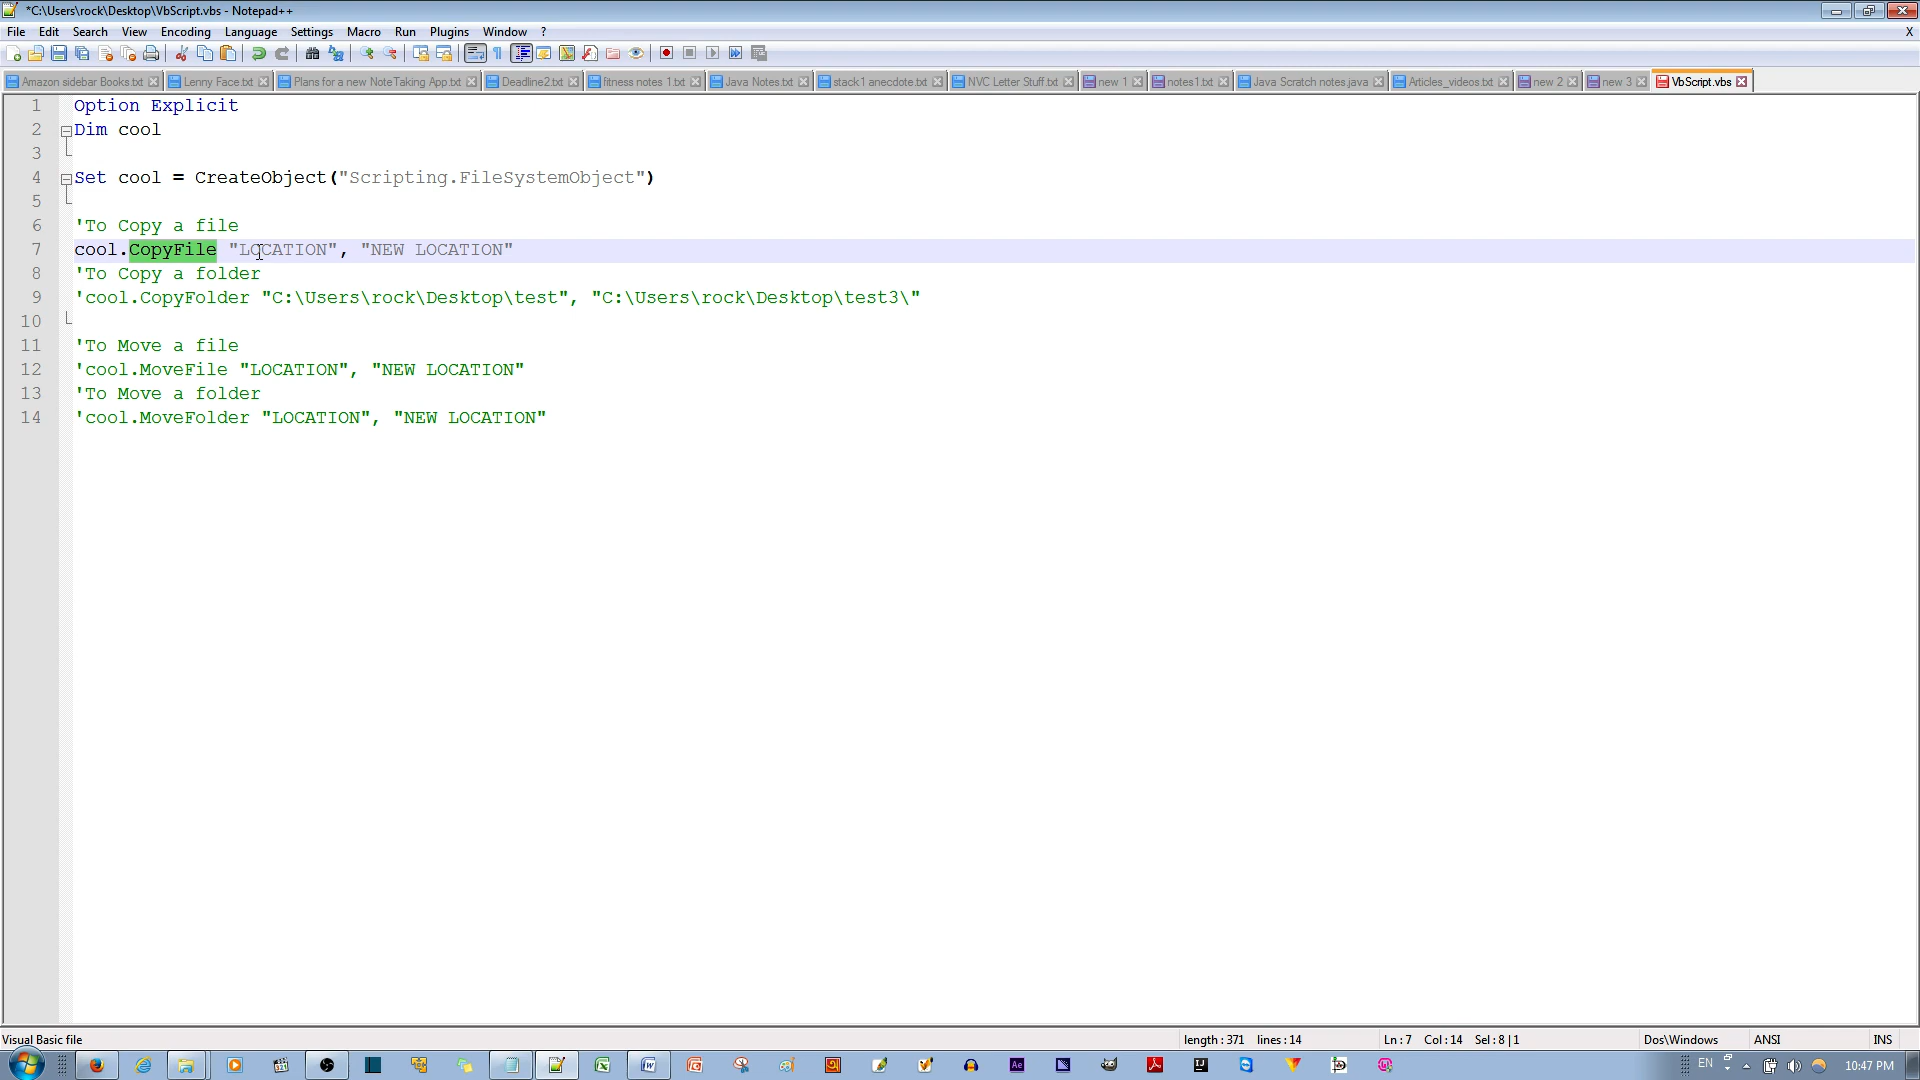 *C:\Users\rock\Desktop\VbScript.vbs - Notepad++
File Edit Search View Encoding Language Settings Macro Run Plugins Window ? X
Amazon sidebar Books.txt Lenny Face.txt Plans for a new NoteTaking App.txt Deadline2.txt fitness notes 1.txt Java Notes.txt stack1 anecdote.txt NVC Letter Stuff.txt new 1 notes1.txt Java Scratch notes.java Articles_videos.txt new 2 new 3 VbScript.vbs
1 Option Explicit
2 Dim cool
3
4 Set cool = CreateObject("Scripting.FileSystemObject")
5
6 'To Copy a file
7 cool.CopyFile "LOCATION", "NEW LOCATION"
8 'To Copy a folder
9 'cool.CopyFolder "C:\Users\rock\Desktop\test", "C:\Users\rock\Desktop\test3\"
10
11 'To Move a file
12 'cool.MoveFile "LOCATION", "NEW LOCATION"
13 'To Move a folder
14 'cool.MoveFolder "LOCATION", "NEW LOCATION"
Visual Basic file length : 371 lines : 14 Ln : 7 Col : 14 Sel : 8 | 1 Dos\Windows ANSI INS
EN 10:47 PM